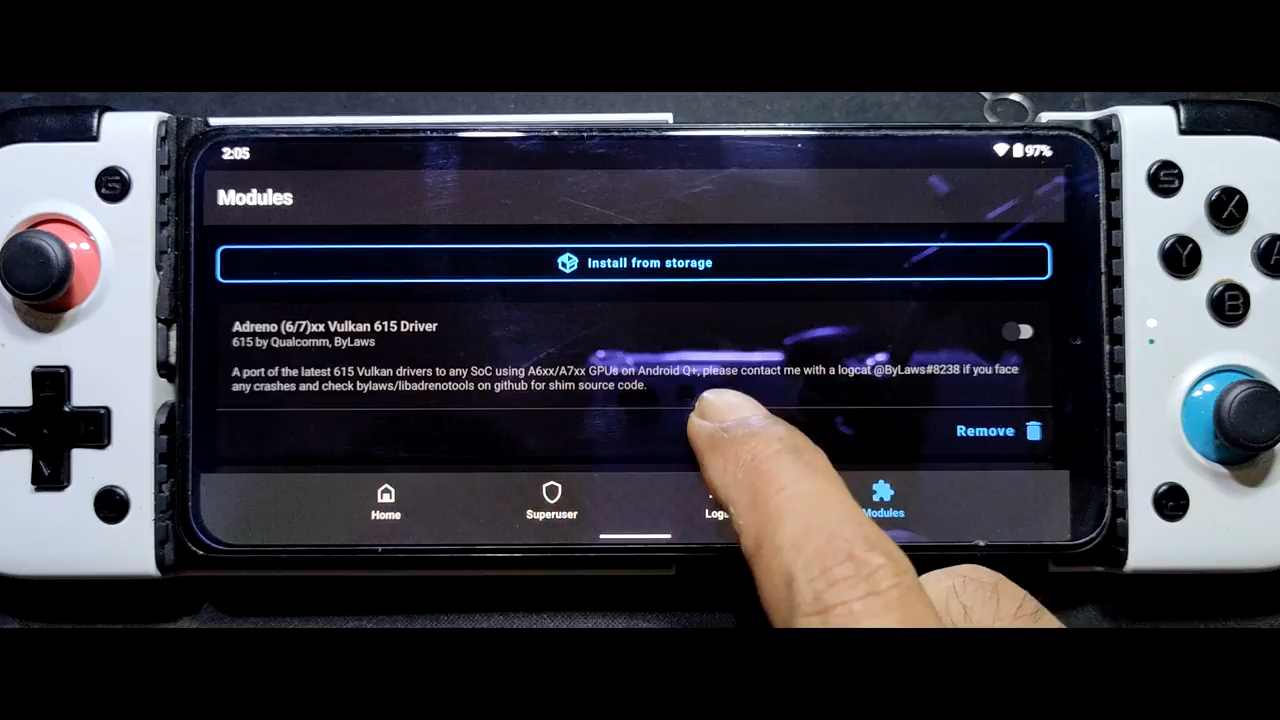 2:05
97%
Modules
Install from storage
Adreno (6/7)xx Vulkan 615 Driver
615 by Qualcomm, ByLaws
A port of the latest 615 Vulkan drivers to any SoC using A6xx/A7xx GPUs on Android Q+, please contact me with a logcat @ByLaws#8238 if you face
any crashes and check bylaws/libadrenotools on github for shim source code.
Remove
Home
Superuser
Modules
G
S
X
Y
A
B